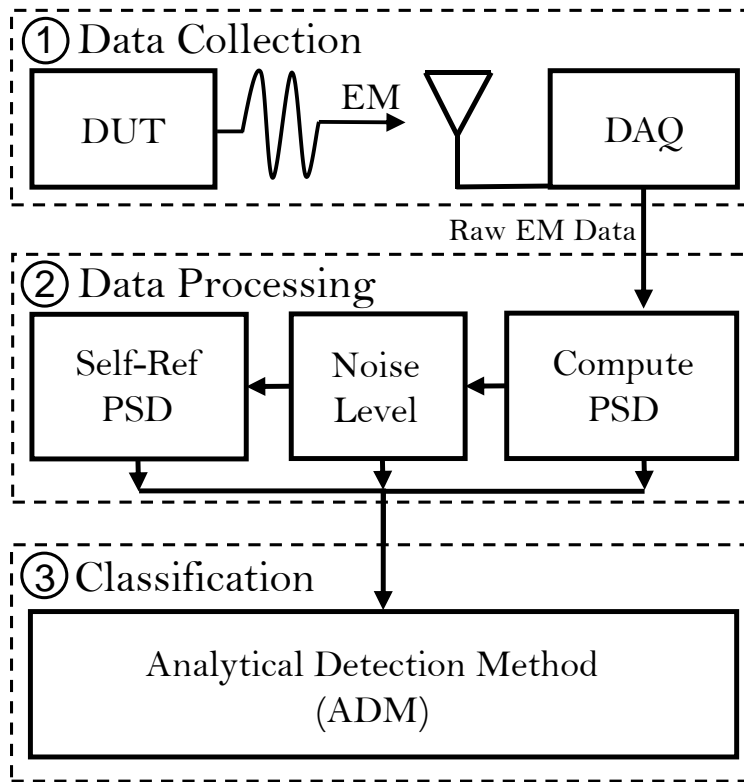 1 Data Collection
DUT
EM
DAQ
Raw EM Data
2 Data Processing
Self-Ref
PSD
Noise
Level
Compute
PSD
3 Classification
Analytical Detection Method
(ADM)